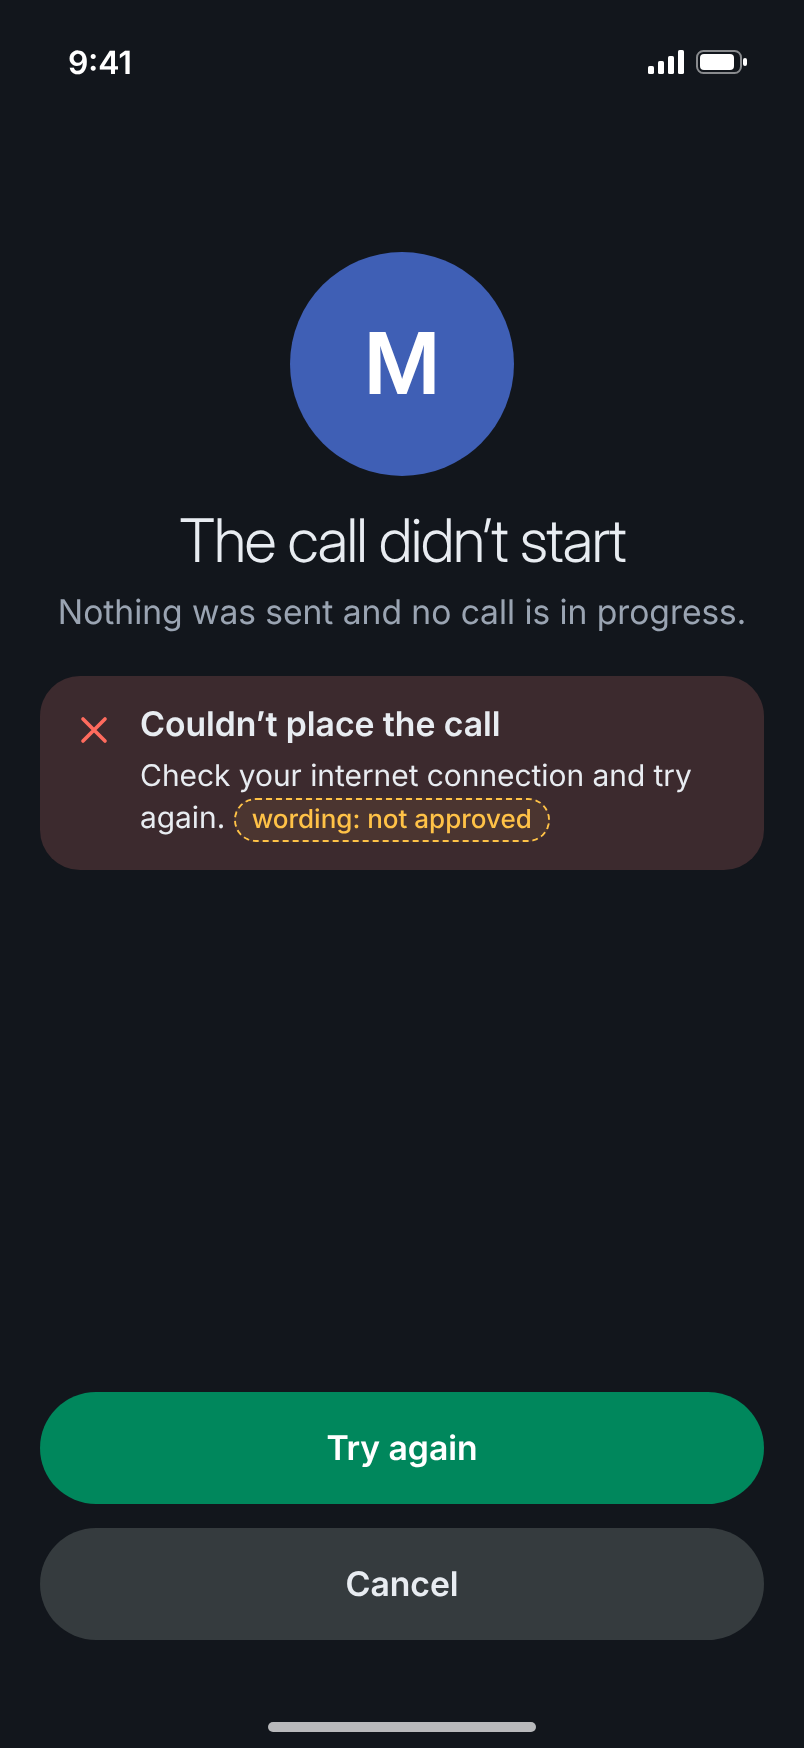 9:41
M
The call didn’t start
Nothing was sent and no call is in progress.
Couldn’t place the call
Check your internet connection and try
again. wording: not approved
Try again
Cancel